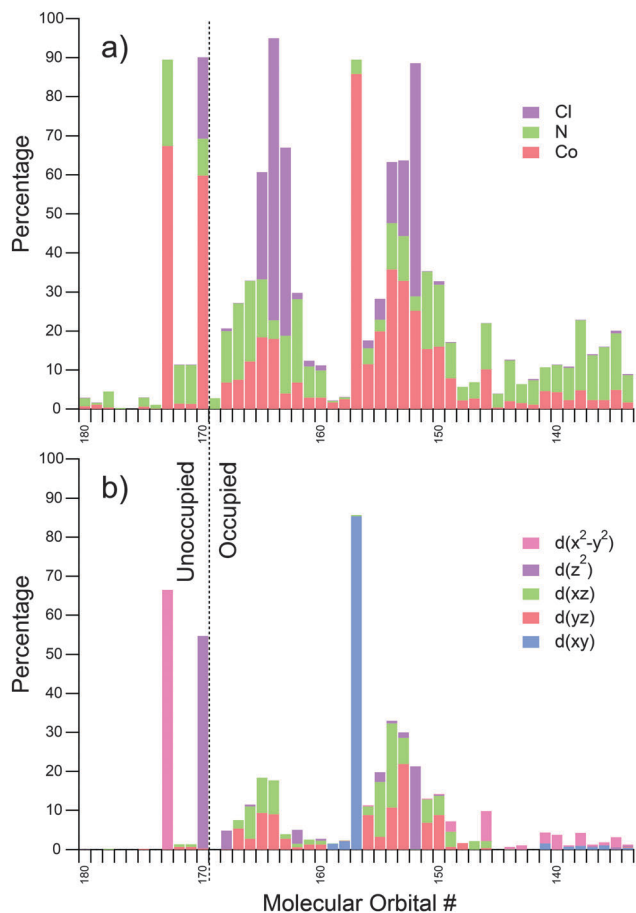 a)
Percentage
100
90
80
70
60
50
40
30
20
10
0
Cl
N
Co
180
170
160
150
140
b)
Unoccupied
Occupied
Percentage
100
90
80
70
60
50
40
30
20
10
0
d(x²-y²)
d(z²)
d(xz)
d(yz)
d(xy)
180
170
160
150
140
Molecular Orbital #